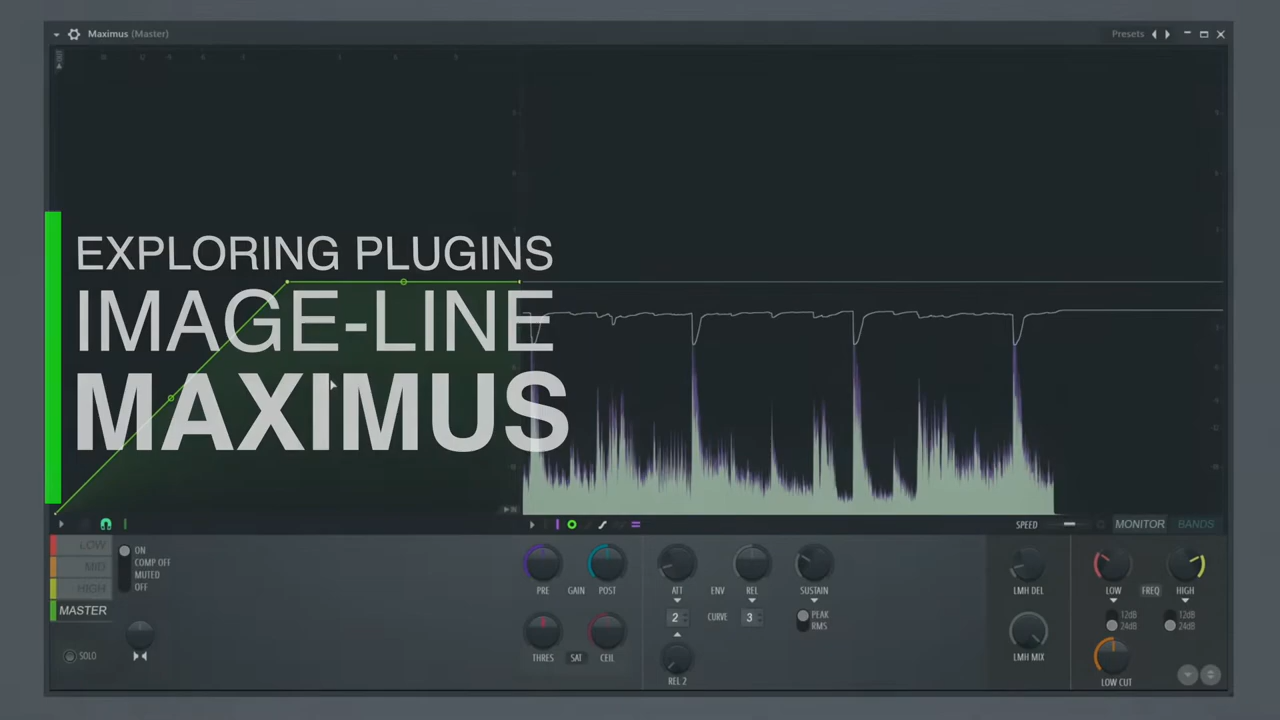 Maximus (Master)
Presets
EXPLORING PLUGINS
IMAGE-LINE
MAXIMUS
SPEED
MONITOR
BANDS
LOW
MID
HIGH
MASTER
SOLO
ON
COMP OFF
MUTED
OFF
PRE
GAIN
POST
THRES
SAT
CEIL
ATT
ENV
REL
SUSTAIN
2
CURVE
3
PEAK
RMS
REL 2
LMH DEL
LMH MIX
LOW
FREQ
HIGH
12dB
24dB
12dB
24dB
LOW CUT